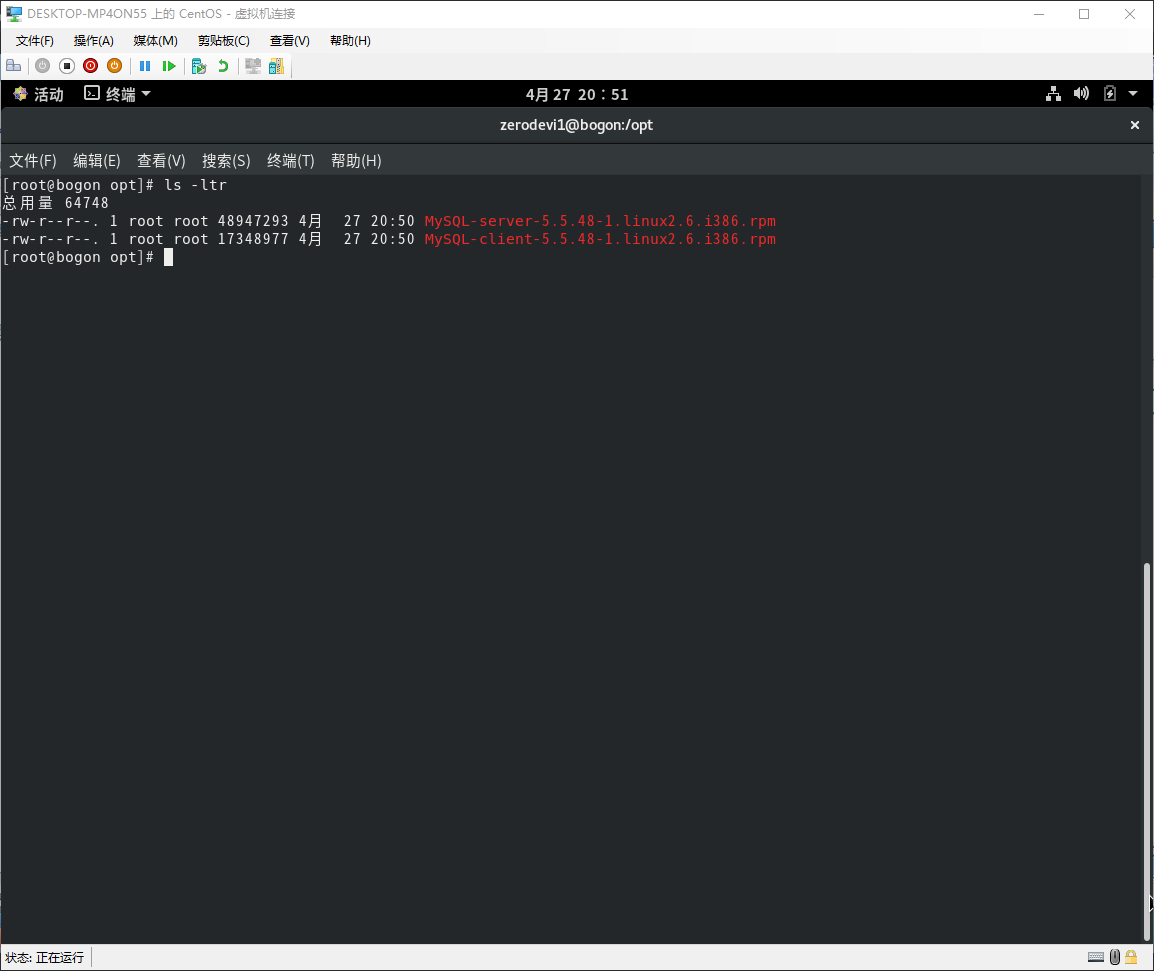 DESKTOP-MP4ON55 上的 CentOS - 虚拟机连接
文件(F) 操作(A) 媒体(M) 剪贴板(C) 查看(V) 帮助(H)
活动 终端 4月 27 20：51
zerodevi1@bogon:/opt
文件(F) 编辑(E) 查看(V) 搜索(S) 终端(T) 帮助(H)
[root@bogon opt]# ls -ltr
总用量 64748
-rw-r--r--. 1 root root 48947293 4月 27 20:50 MySQL-server-5.5.48-1.linux2.6.i386.rpm
-rw-r--r--. 1 root root 17348977 4月 27 20:50 MySQL-client-5.5.48-1.linux2.6.i386.rpm
[root@bogon opt]#
状态: 正在运行